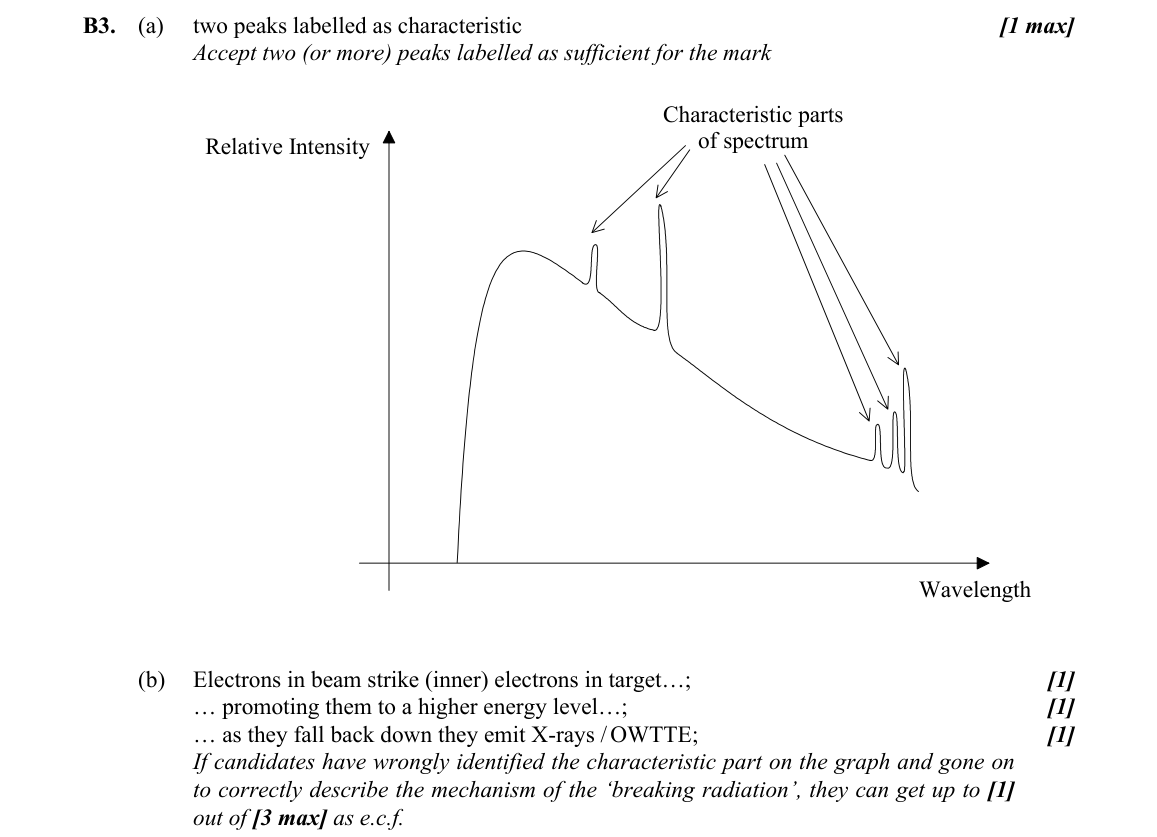 B3. (a) two peaks labelled as characteristic [1 max]
Accept two (or more) peaks labelled as sufficient for the mark
Characteristic parts
of spectrum
Relative Intensity
Wavelength
(b) Electrons in beam strike (inner) electrons in target…; [1]
… promoting them to a higher energy level…; [1]
… as they fall back down they emit X-rays / OWTTE; [1]
If candidates have wrongly identified the characteristic part on the graph and gone on
to correctly describe the mechanism of the ‘breaking radiation’, they can get up to [1]
out of [3 max] as e.c.f.